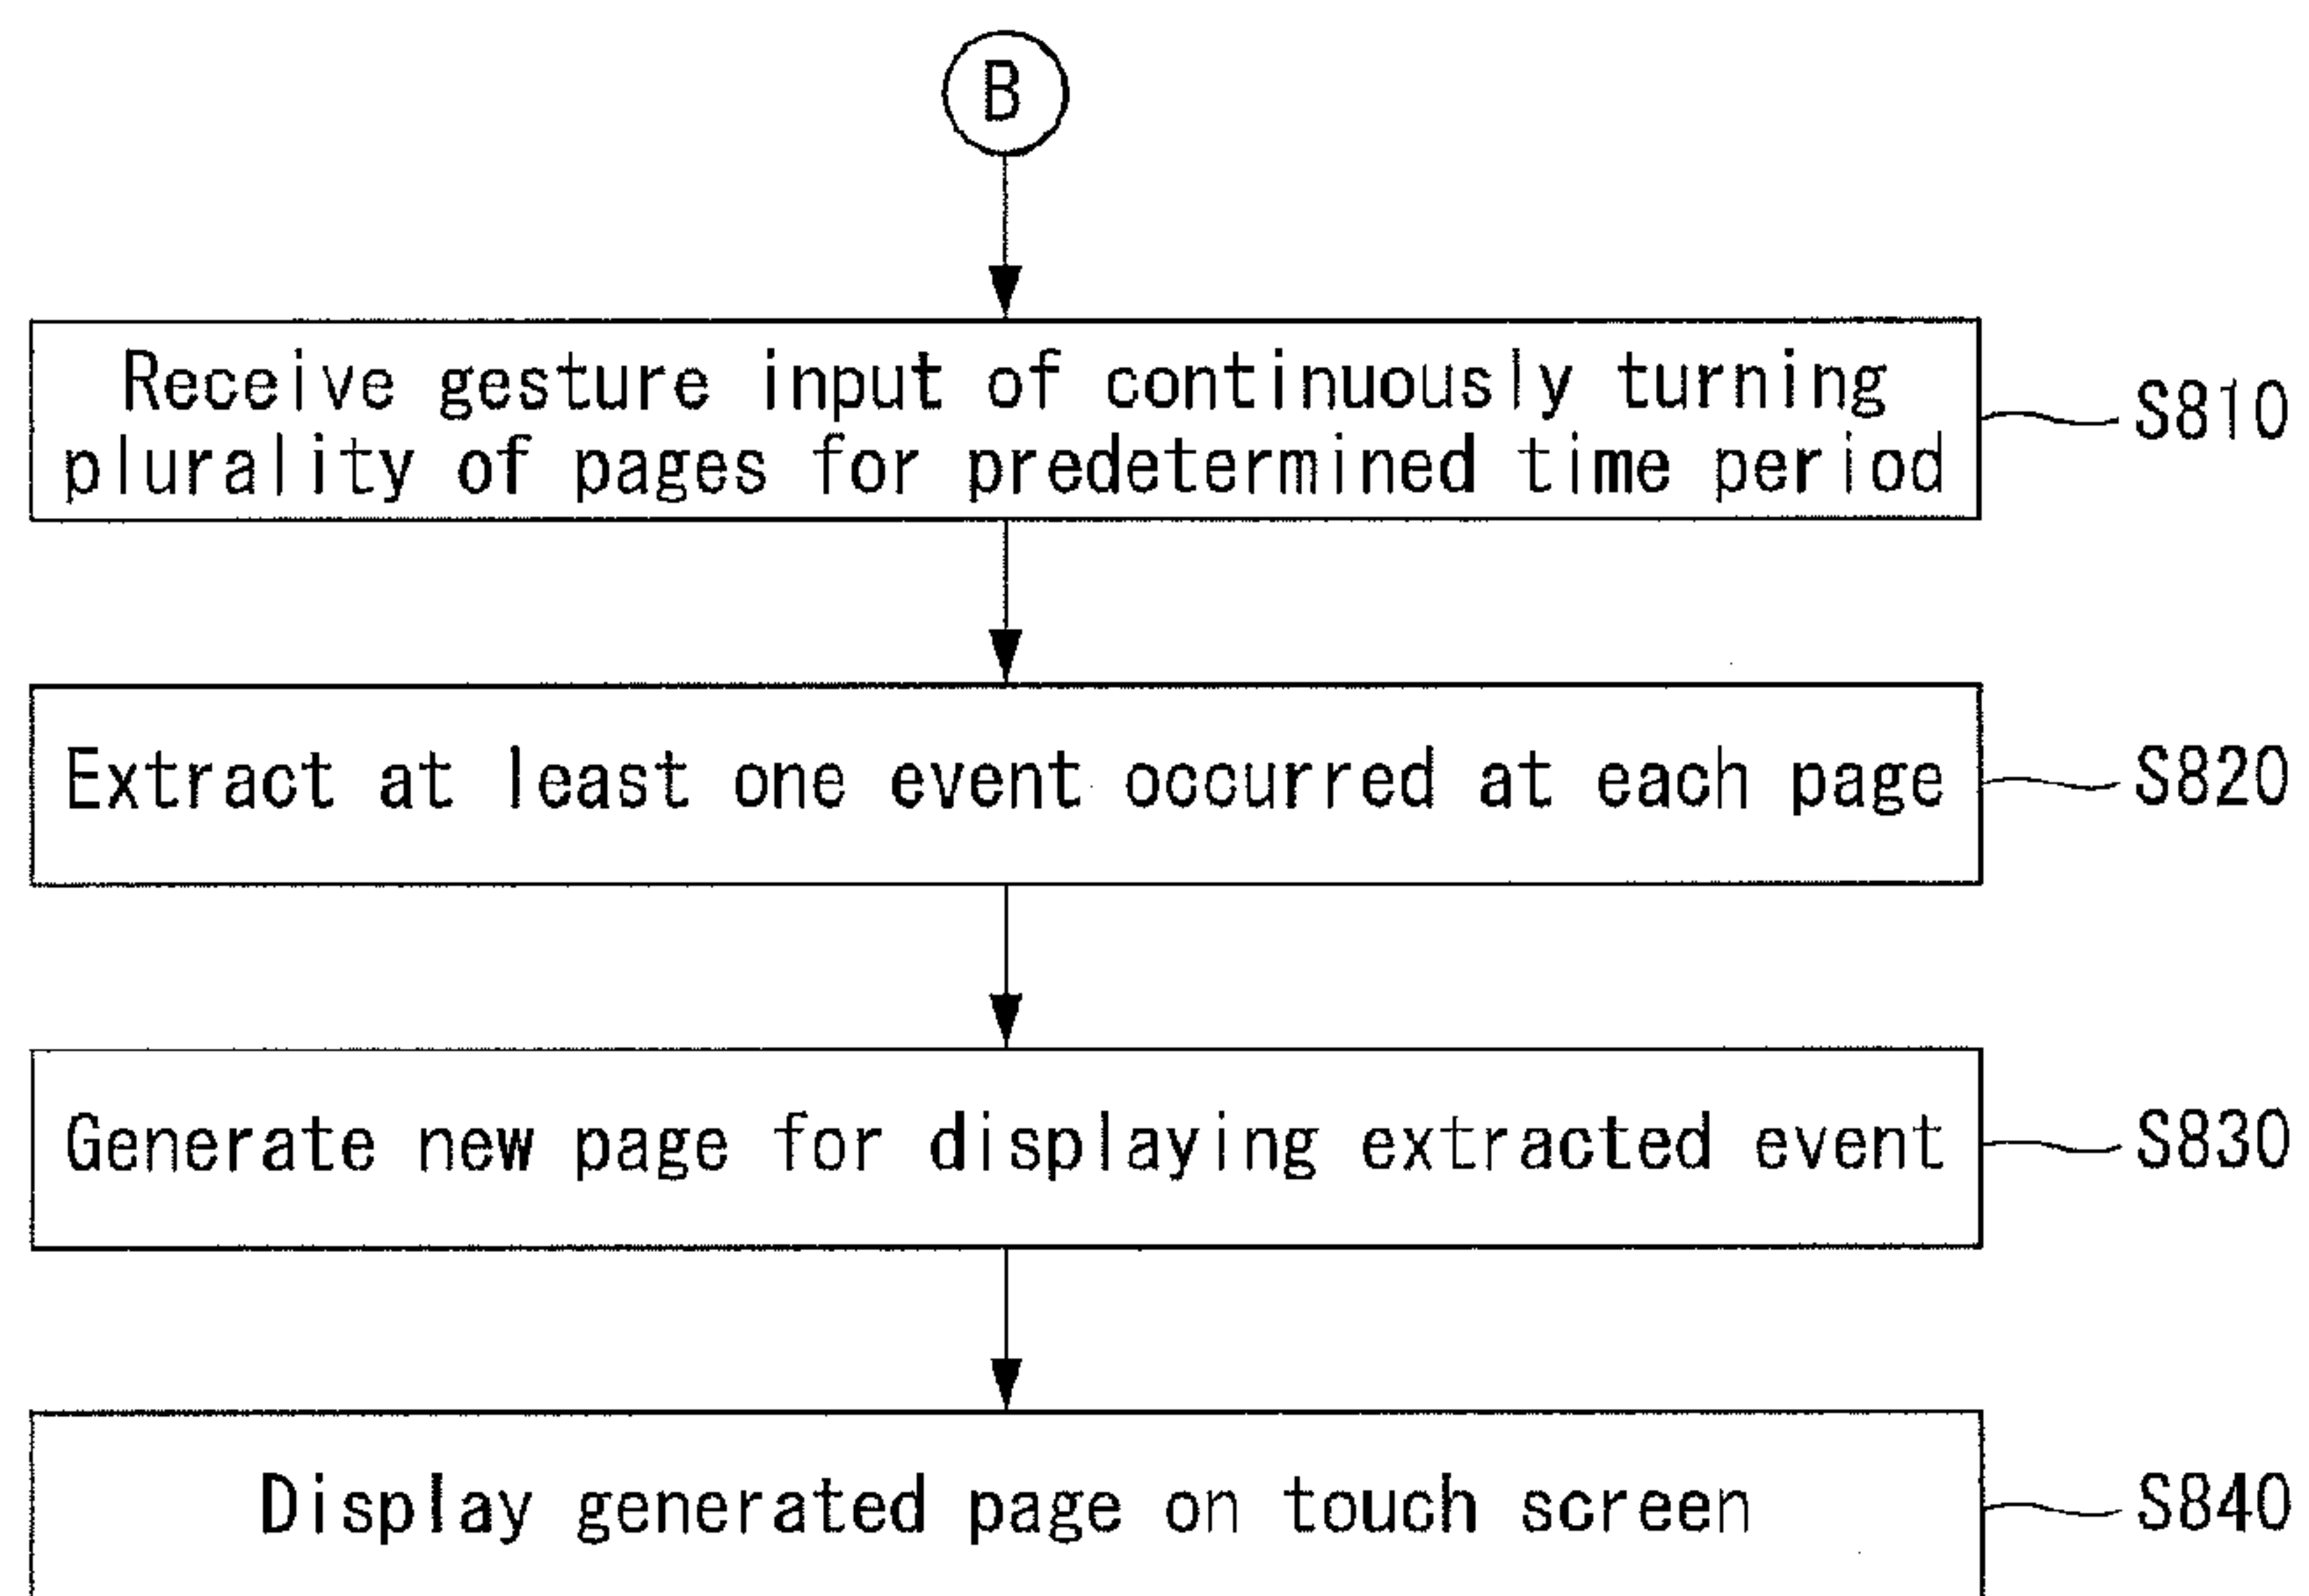 B
Receive gesture input of continuously turning
plurality of pages for predetermined time period
S810
Extract at least one event occurred at each page
S820
Generate new page for displaying extracted event
S830
Display generated page on touch screen
S840